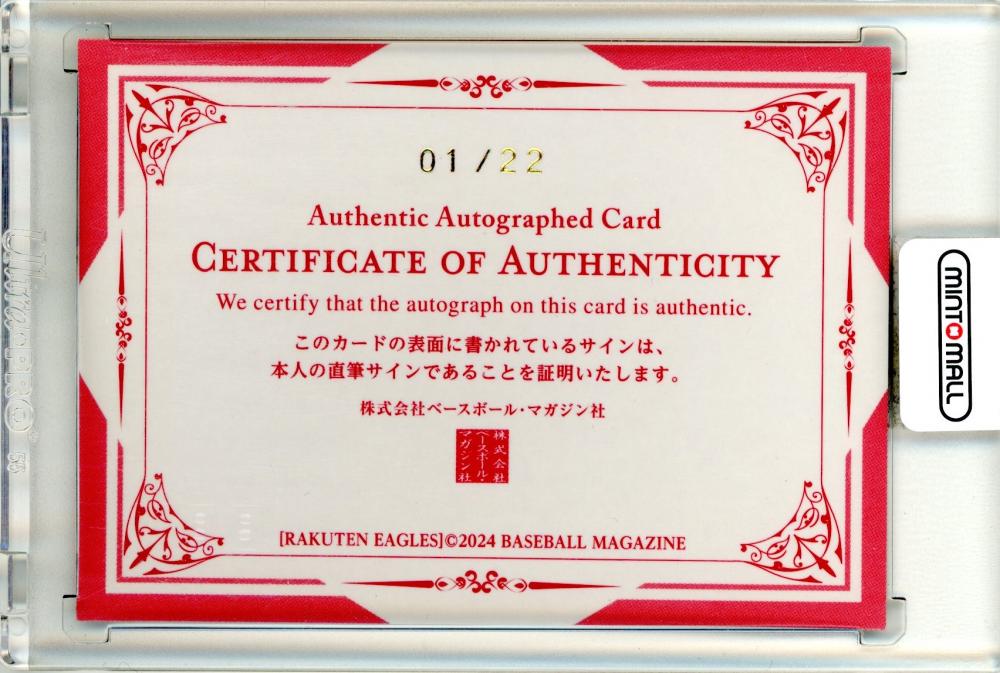 01/22
Authentic Autographed Card
CERTIFICATE OF AUTHENTICITY
We certify that the autograph on this card is authentic.
このカードの表面に書かれているサインは、
本人の直筆サインであることを証明いたします。
株式会社ベースボール・マガジン社
株式会社
ベースボール・
マガジン社
[RAKUTEN EAGLES]©2024 BASEBALL MAGAZINE
MINTOMALL
Ultra PRO®